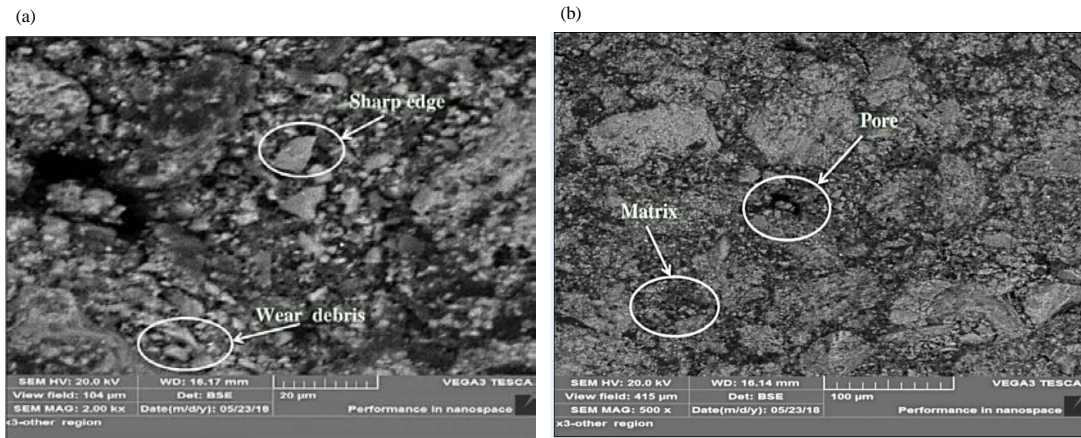 (a)
Sharp edge
Wear debris
SEM HV: 20.0 kV WD: 16.17 mm VEGA3 TESCA
View field: 104 µm Det: BSE 20 µm
SEM MAG: 2.00 kx Date(m/d/y): 05/23/18 Performance in nanospace
x3-other region
(b)
Pore
Matrix
SEM HV: 20.0 kV WD: 16.14 mm VEGA3 TESCA
View field: 415 µm Det: BSE 100 µm
SEM MAG: 500 x Date(m/d/y): 05/23/18 Performance in nanospace
x3-other region